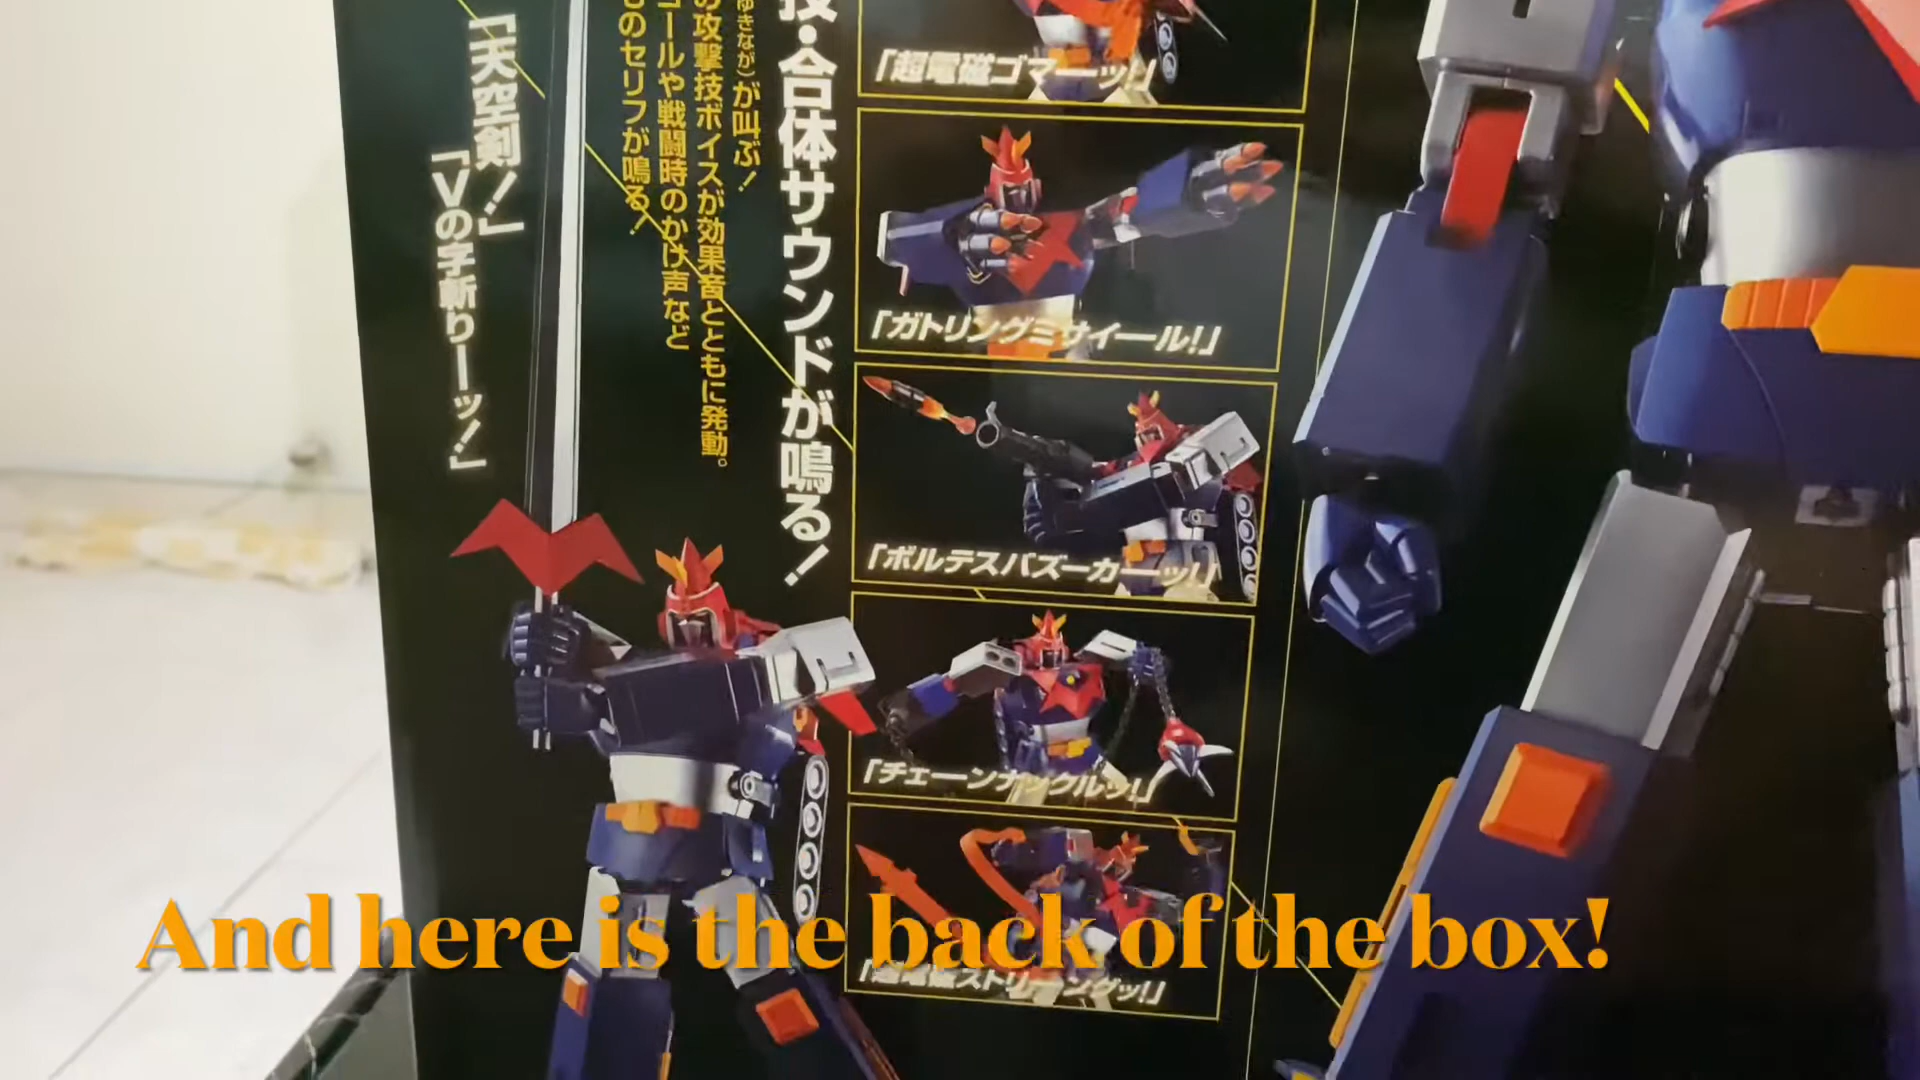 技・合体サウンドが鳴る！
ゆきなが）が叫ぶ！
の攻撃技ボイスが効果音とともに発動。
コールや戦闘時のかけ声など
のセリフが鳴る！
「天空剣！」
「Vの字斬りーッ！」
「超電磁ゴマーッ！」
「ガトリングミサイール！」
「ボルテスバズーカーッ！」
「チェーンナックルッ！」
「超電磁ストリーングッ！」
And here is the back of the box!